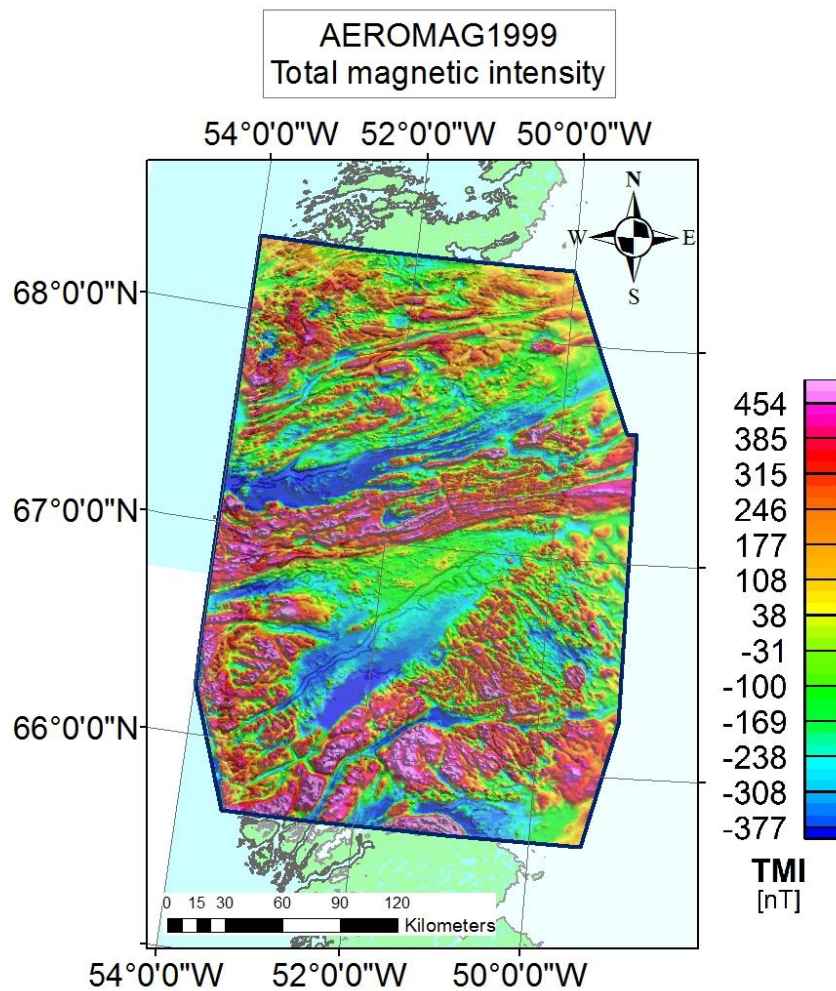 AEROMAG1999
Total magnetic intensity
54°0'0"W 52°0'0"W 50°0'0"W
N
W E
S
68°0'0"N
67°0'0"N
66°0'0"N
454
385
315
246
177
108
38
-31
-100
-169
-238
-308
-377
TMI
[nT]
0 15 30 60 90 120
Kilometers
54°0'0"W 52°0'0"W 50°0'0"W